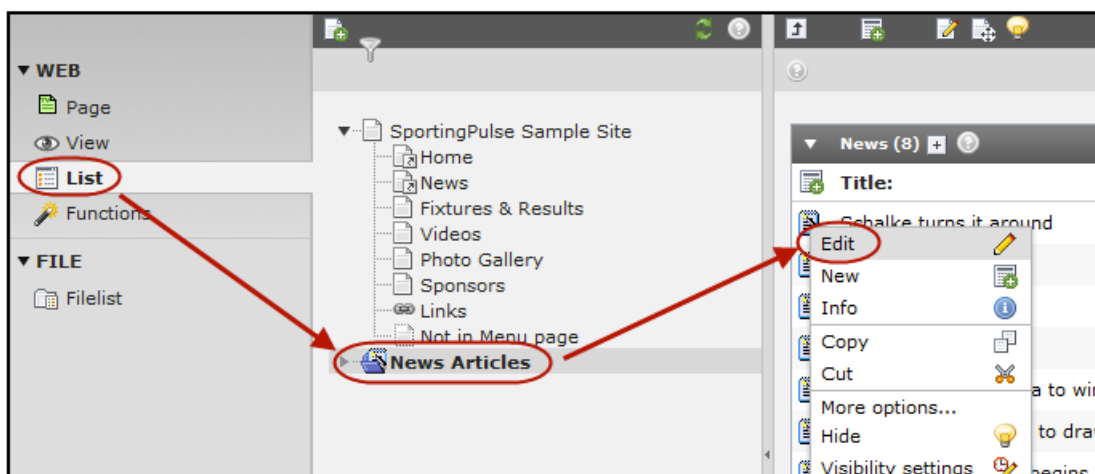 WEB
Page
View
List
Functions
FILE
Filelist
SportingPulse Sample Site
Home
News
Fixtures & Results
Videos
Photo Gallery
Sponsors
Links
Not in Menu page
News Articles
News (8)
Title:
Schalke turns it around
Edit
New
Info
Copy
Cut
a to
More options...
Hide
to
Visibility settings
begins